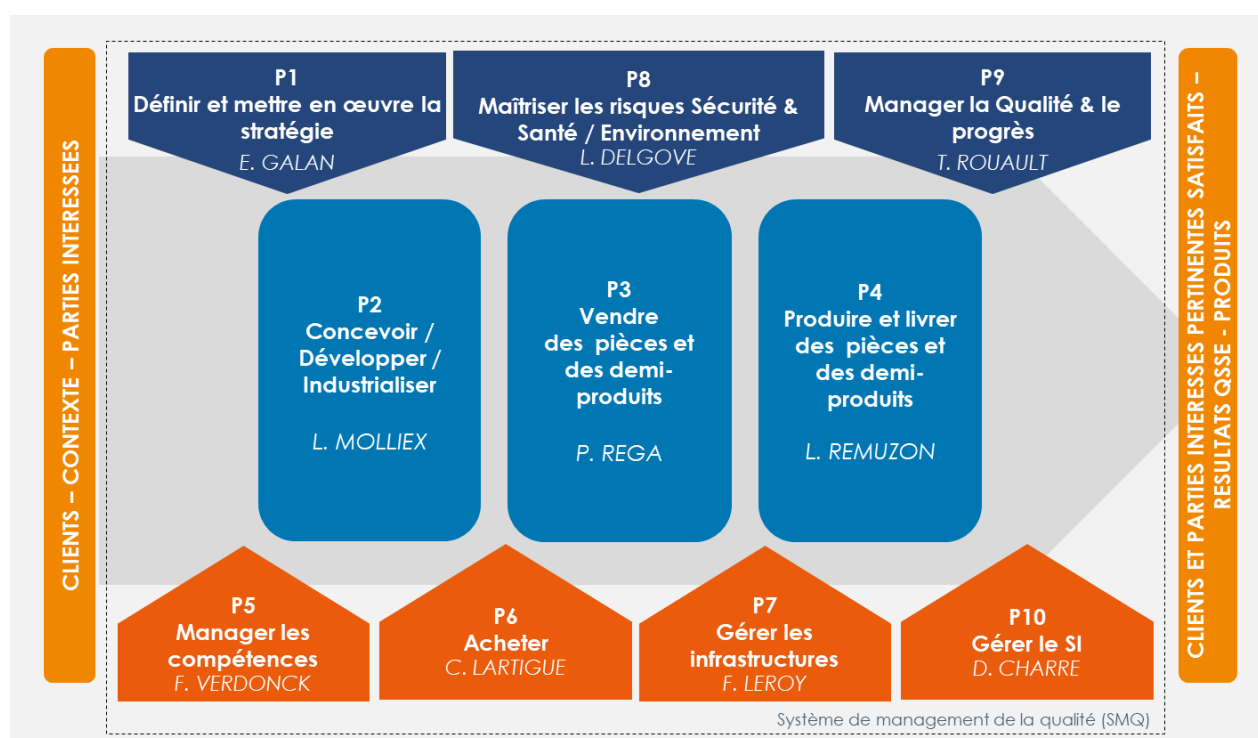 CLIENTS – CONTEXTE – PARTIES INTERESSEES
P1
Définir et mettre en œuvre la
stratégie
E. GALAN
P8
Maîtriser les risques Sécurité &
Santé / Environnement
L. DELGOVE
P9
Manager la Qualité & le
progrès
T. ROUAULT
P2
Concevoir /
Développer /
Industrialiser
L. MOLLIEX
P3
Vendre
des pièces et
des demi-
produits
P. REGA
P4
Produire et livrer
des pièces et
des demi-
produits
L. REMUZON
P5
Manager les
compétences
F. VERDONCK
P6
Acheter
C. LARTIGUE
P7
Gérer les
infrastructures
F. LEROY
P10
Gérer le SI
D. CHARRE
Système de management de la qualité (SMQ)
CLIENTS ET PARTIES INTERESSES PERTINENTES SATISFAITS –
RESULTATS QSSE - PRODUITS